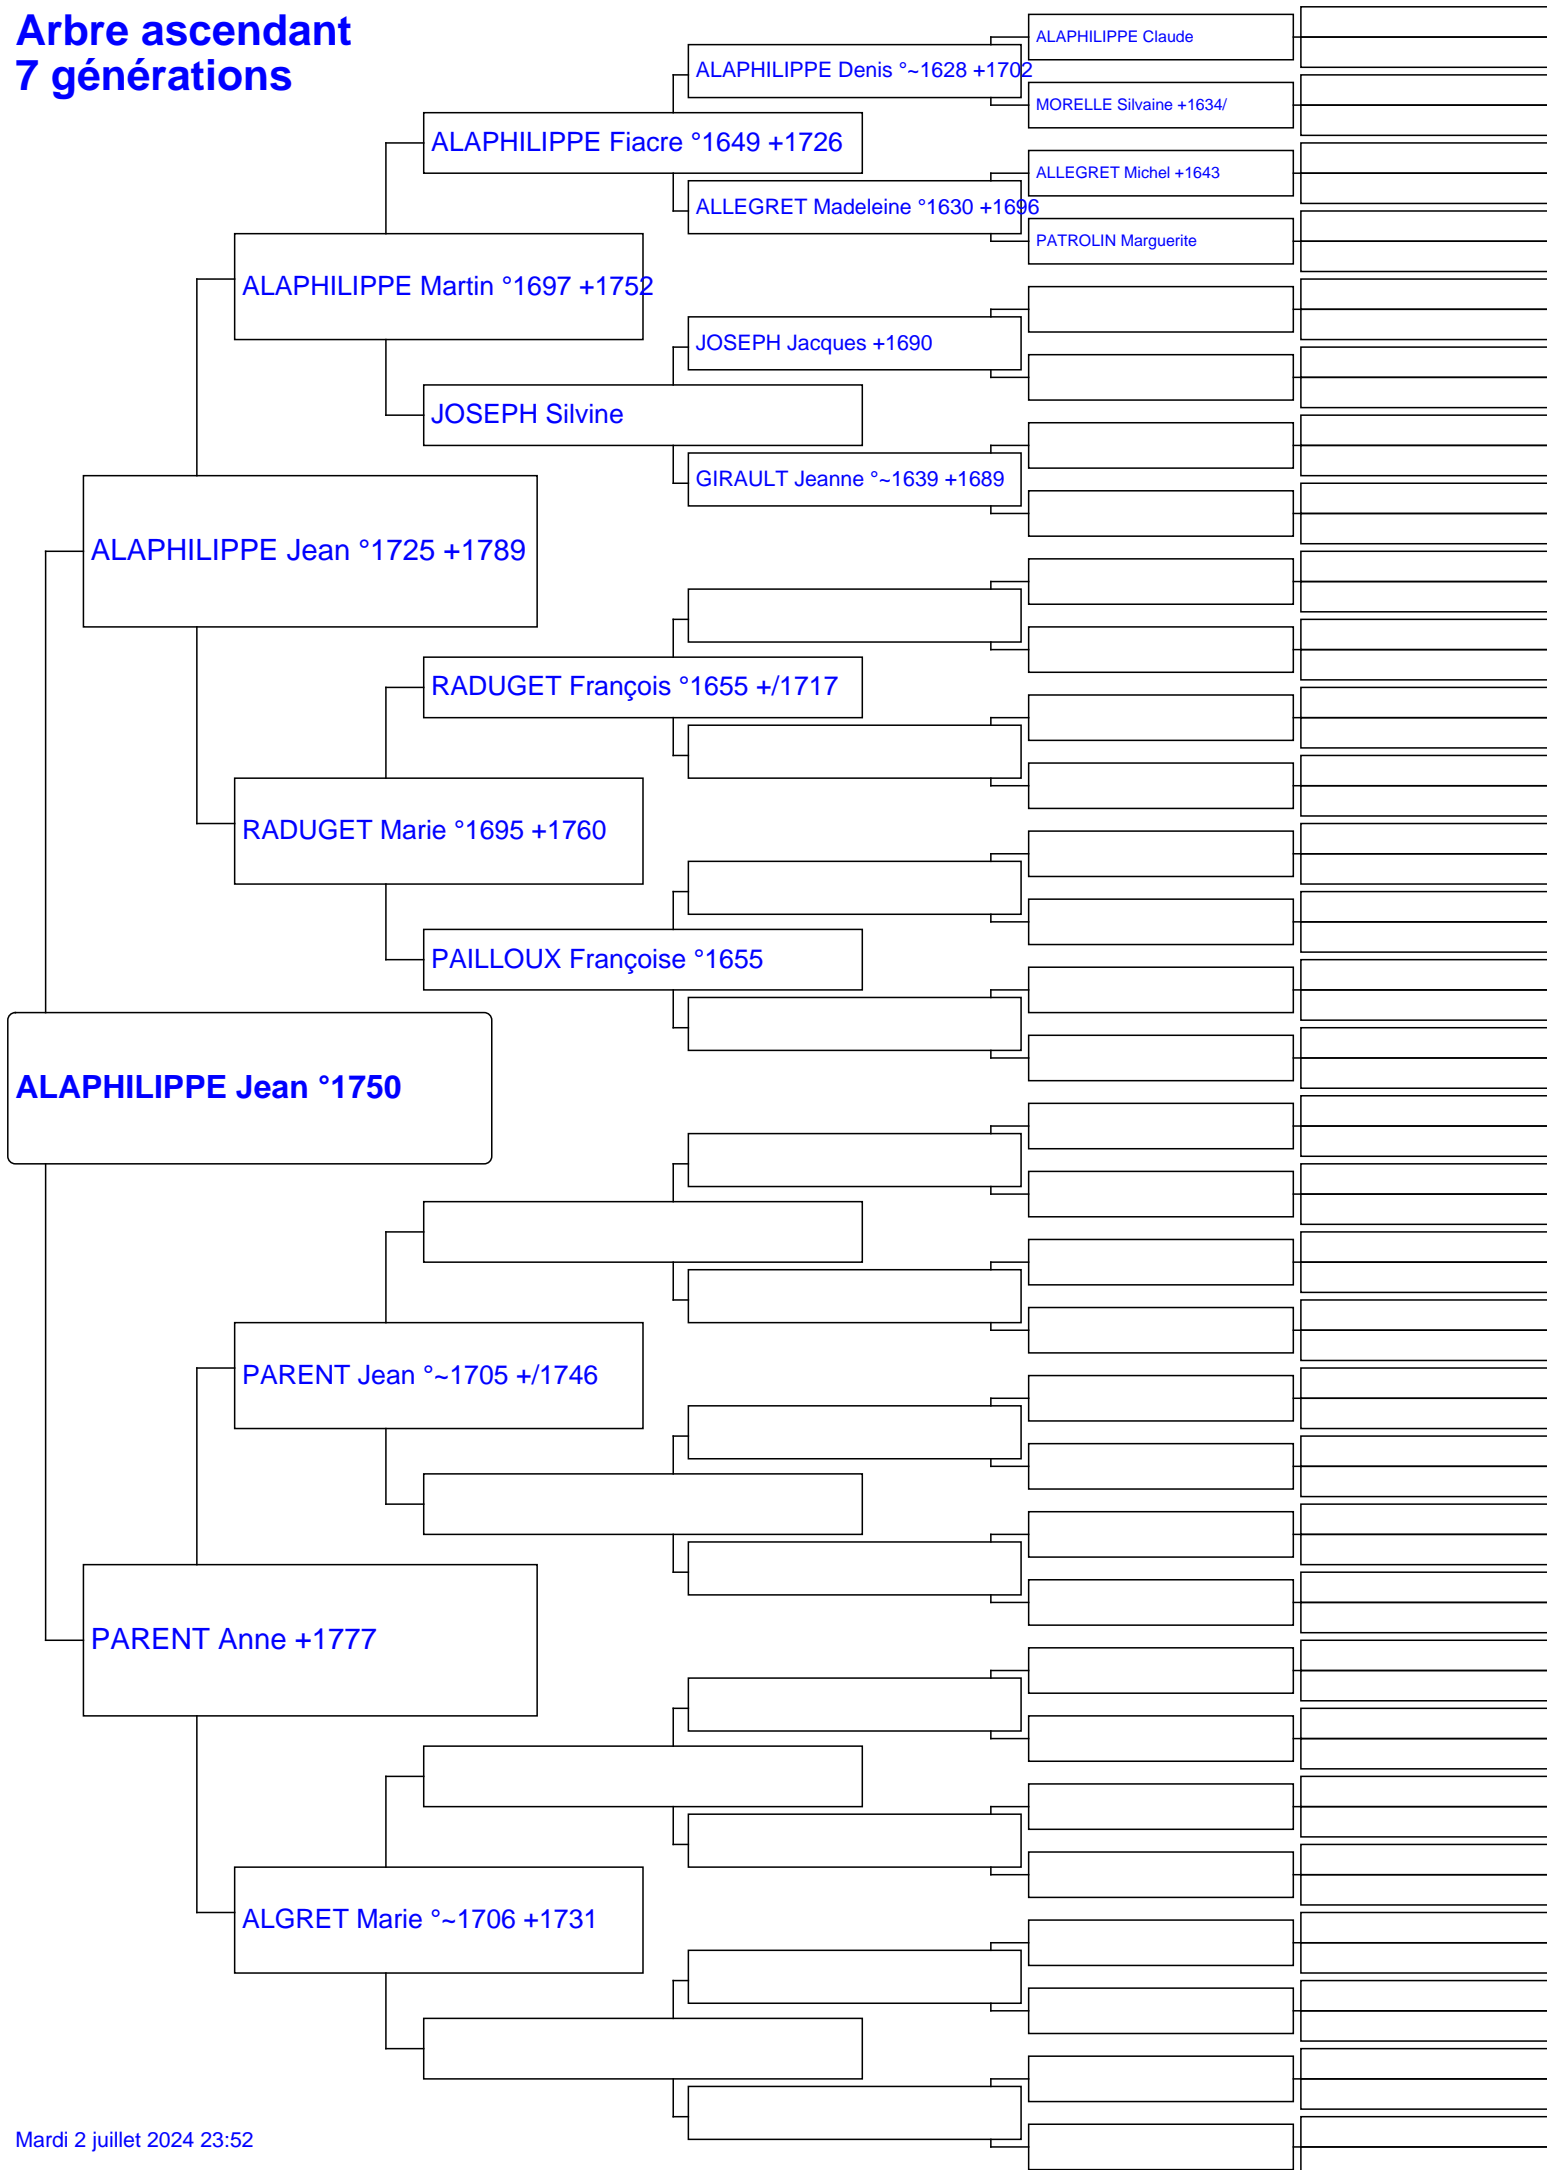 Arbre ascendant
7 générations
ALAPHILIPPE Claude
ALAPHILIPPE Denis °~1628 +1702
MORELLE Silvaine +1634/
ALAPHILIPPE Fiacre °1649 +1726
ALLEGRET Michel +1643
ALLEGRET Madeleine °1630 +1696
PATROLIN Marguerite
ALAPHILIPPE Martin °1697 +1752
JOSEPH Jacques +1690
JOSEPH Silvine
GIRAULT Jeanne °~1639 +1689
ALAPHILIPPE Jean °1725 +1789
RADUGET François °1655 +/1717
RADUGET Marie °1695 +1760
PAILLOUX Françoise °1655
ALAPHILIPPE Jean °1750
PARENT Jean °~1705 +/1746
PARENT Anne +1777
ALGRET Marie °~1706 +1731
Mardi 2 juillet 2024 23:52